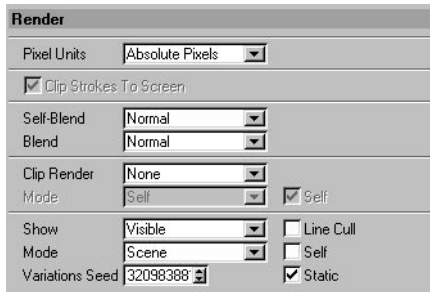 Render
Pixel Units Absolute Pixels
Clip Strokes To Screen
Self-Blend Normal
Blend Normal
Clip Render None
Mode Self Self
Show Visible Line Cull
Mode Scene Self
Variations Seed 32098388 Static